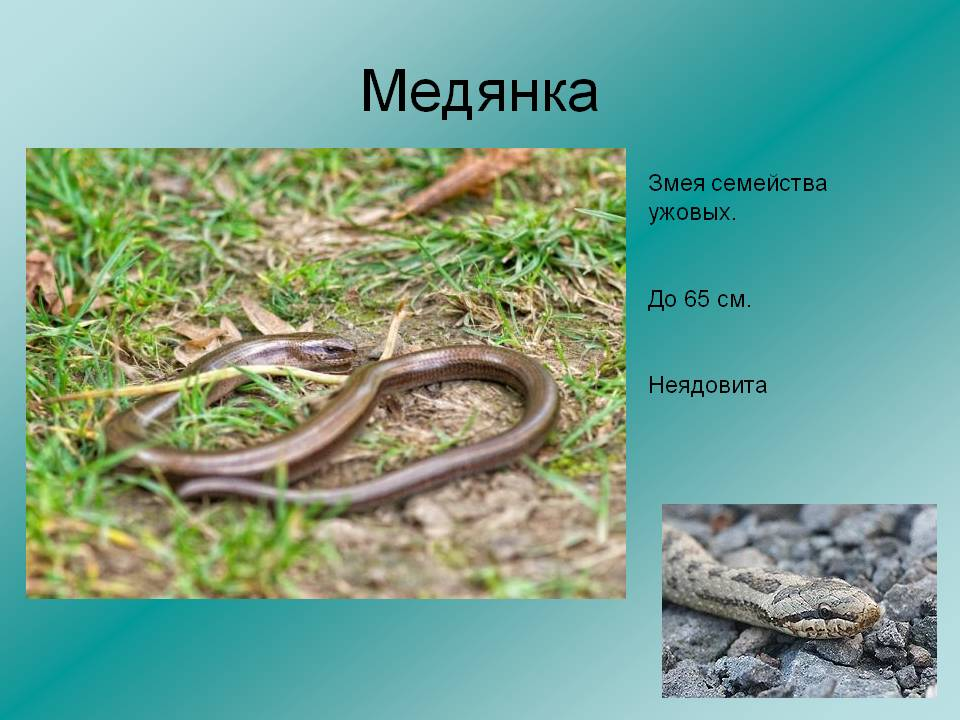 Медянка
Змея семейства
ужовых.
До 65 см.
Неядовита